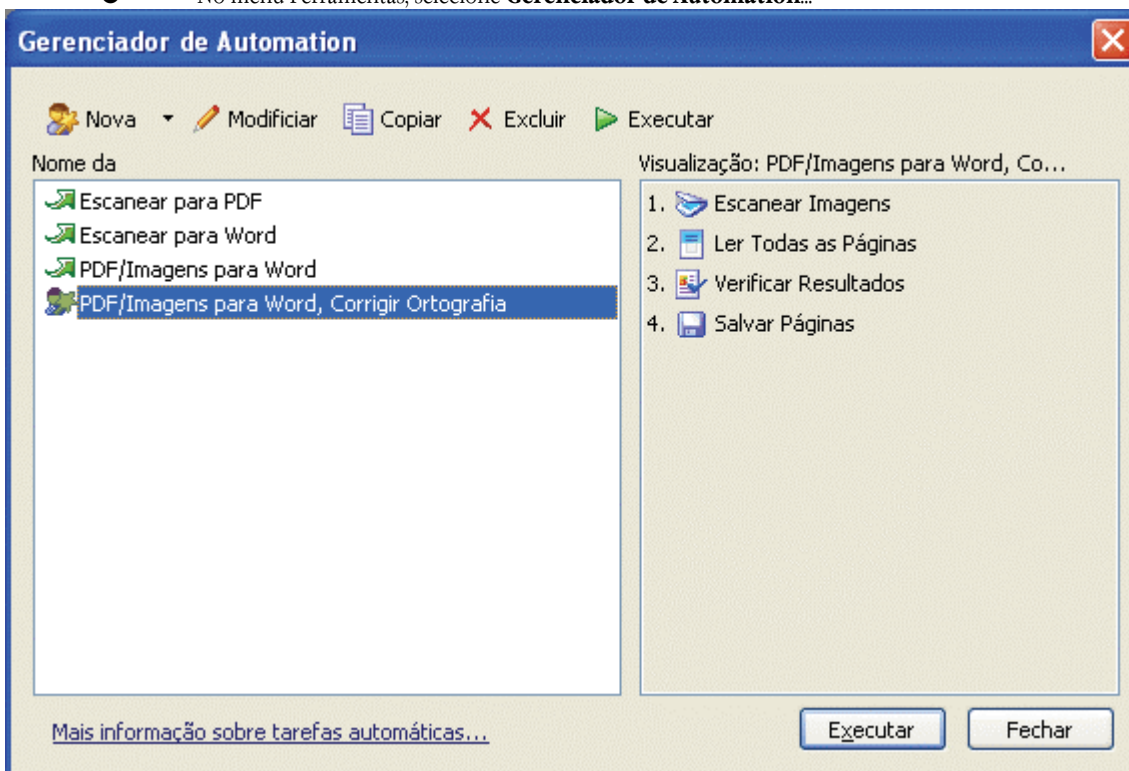 No menu Ferramentas, selecione Gerenciador de Automation...
Gerenciador de Automation
Nova Modificiar Copiar Excluir Executar
Nome da
Visualização: PDF/Imagens para Word, Co...
Escanear para PDF
Escanear para Word
PDF/Imagens para Word
PDF/Imagens para Word, Corrigir Ortografia
1. Escanear Imagens
2. Ler Todas as Páginas
3. Verificar Resultados
4. Salvar Páginas
Mais informação sobre tarefas automáticas...
Executar Fechar